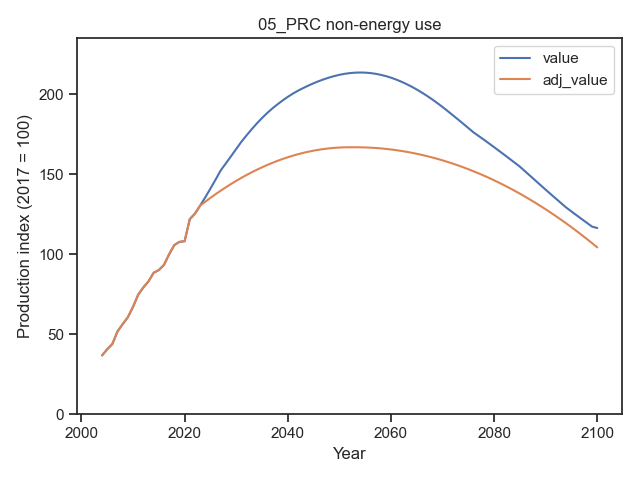 05_PRC non-energy use
value
adj_value
Production index (2017 = 100)
200
150
100
50
0
2000
2020
2040
2060
2080
2100
Year